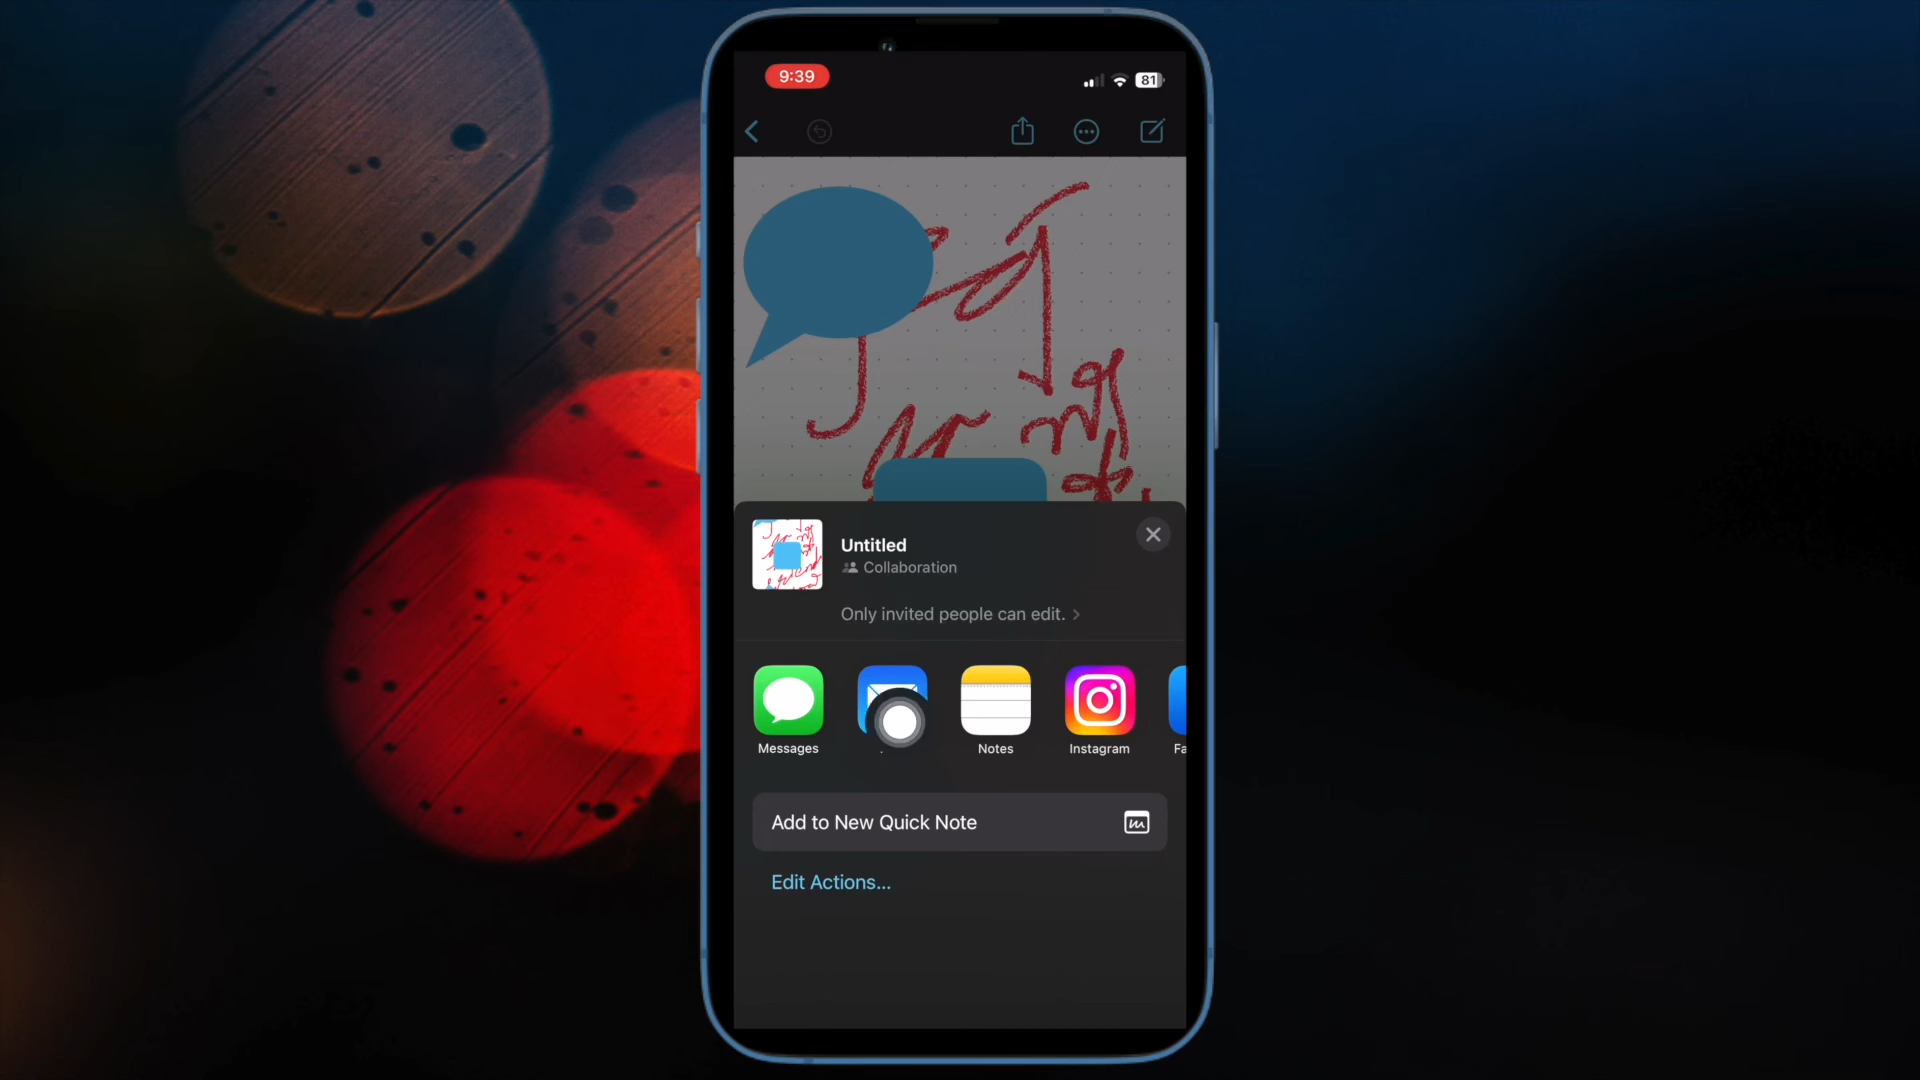 9:39
81
Untitled
Collaboration
Only invited people can edit. >
Messages
Notes
Instagram
Fa
Add to New Quick Note
Edit Actions...